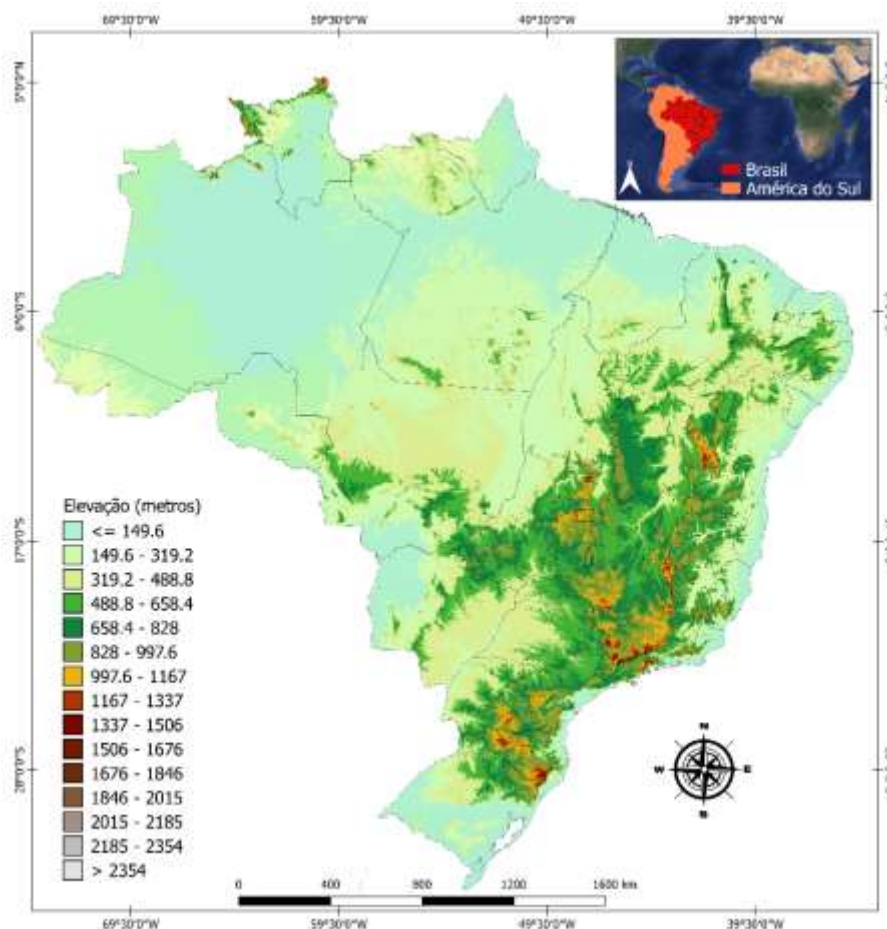 69°30'0"W 59°30'0"W 49°30'0"W 39°30'0"W
Brasil
América do Sul
Elevação (metros)
<= 149.6
149.6 - 319.2
319.2 - 488.8
488.8 - 658.4
658.4 - 828
828 - 997.6
997.6 - 1167
1167 - 1337
1337 - 1506
1506 - 1676
1676 - 1846
1846 - 2015
2015 - 2185
2185 - 2354
> 2354
N
W E
S
0 400 800 1200 1600 km
69°30'0"W 59°30'0"W 49°30'0"W 39°30'0"W